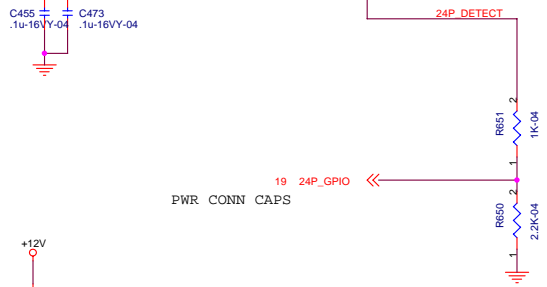 C455 C473
.1u-16VY-04 .1u-16VY-04
24P_DETECT
2
R651
1K-04
1
19 24P_GPIO
2
R650
2.2K-04
1
PWR CONN CAPS
+12V